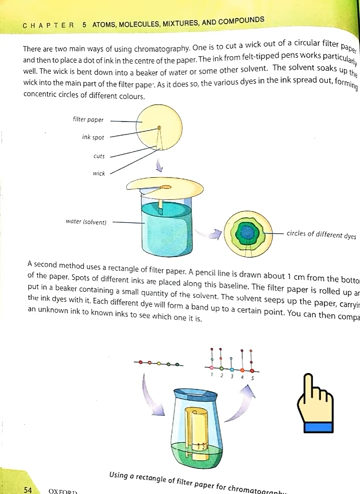 CHAPTER 5 ATOMS, MOLECULES, MIXTURES, AND COMPOUNDS
There are two main ways of using chromatography. One is to cut a wick out of a circular filter paper
and then to place a dot of ink in the centre of the paper. The ink from felt-tipped pens works particularly
well. The wick is bent down into a beaker of water or some other solvent. The solvent soaks up the
wick into the main part of the filter paper. As it does so, the various dyes in the ink spread out, forming
concentric circles of different colours.
filter paper
ink spot
cuts
wick
water (solvent)
circles of different dyes
A second method uses a rectangle of filter paper. A pencil line is drawn about 1 cm from the botto
of the paper. Spots of different inks are placed along this baseline. The filter paper is rolled up an
put in a beaker containing a small quantity of the solvent. The solvent seeps up the paper, carryi
the ink dyes with it. Each different dye will form a band up to a certain point. You can then compa
an unknown ink to known inks to see which one it is.
1 2 3 4 5
Using a rectangle of filter paper for chromatography
54 OXFORD